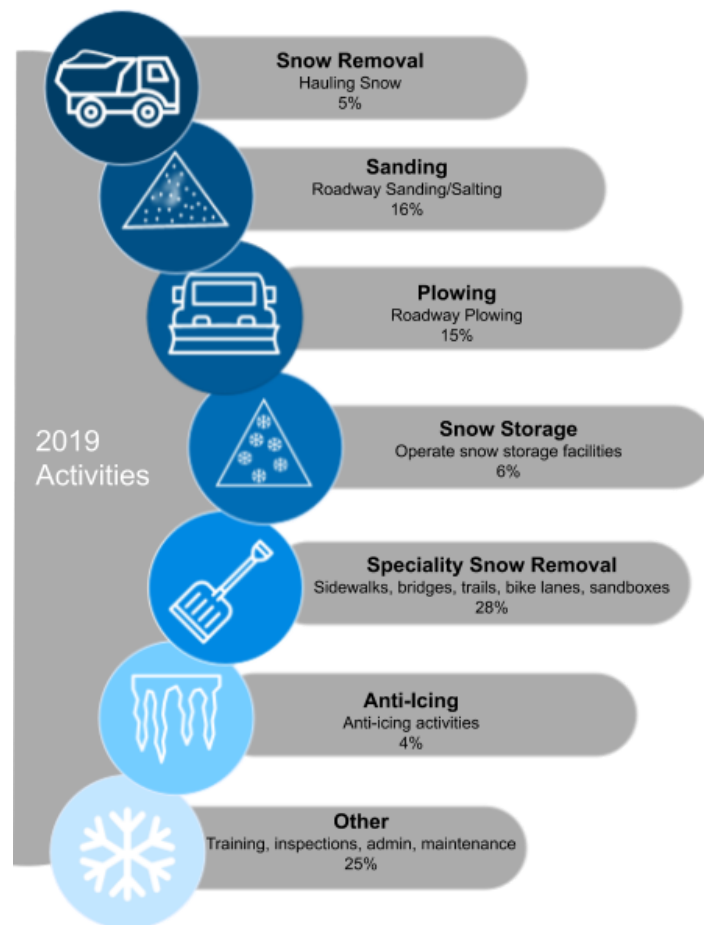 Snow Removal
Hauling Snow
5%
Sanding
Roadway Sanding/Salting
16%
Plowing
Roadway Plowing
15%
2019
Activities
Snow Storage
Operate snow storage facilities
6%
Speciality Snow Removal
Sidewalks, bridges, trails, bike lanes, sandboxes
28%
Anti-Icing
Anti-icing activities
4%
Other
Training, inspections, admin, maintenance
25%